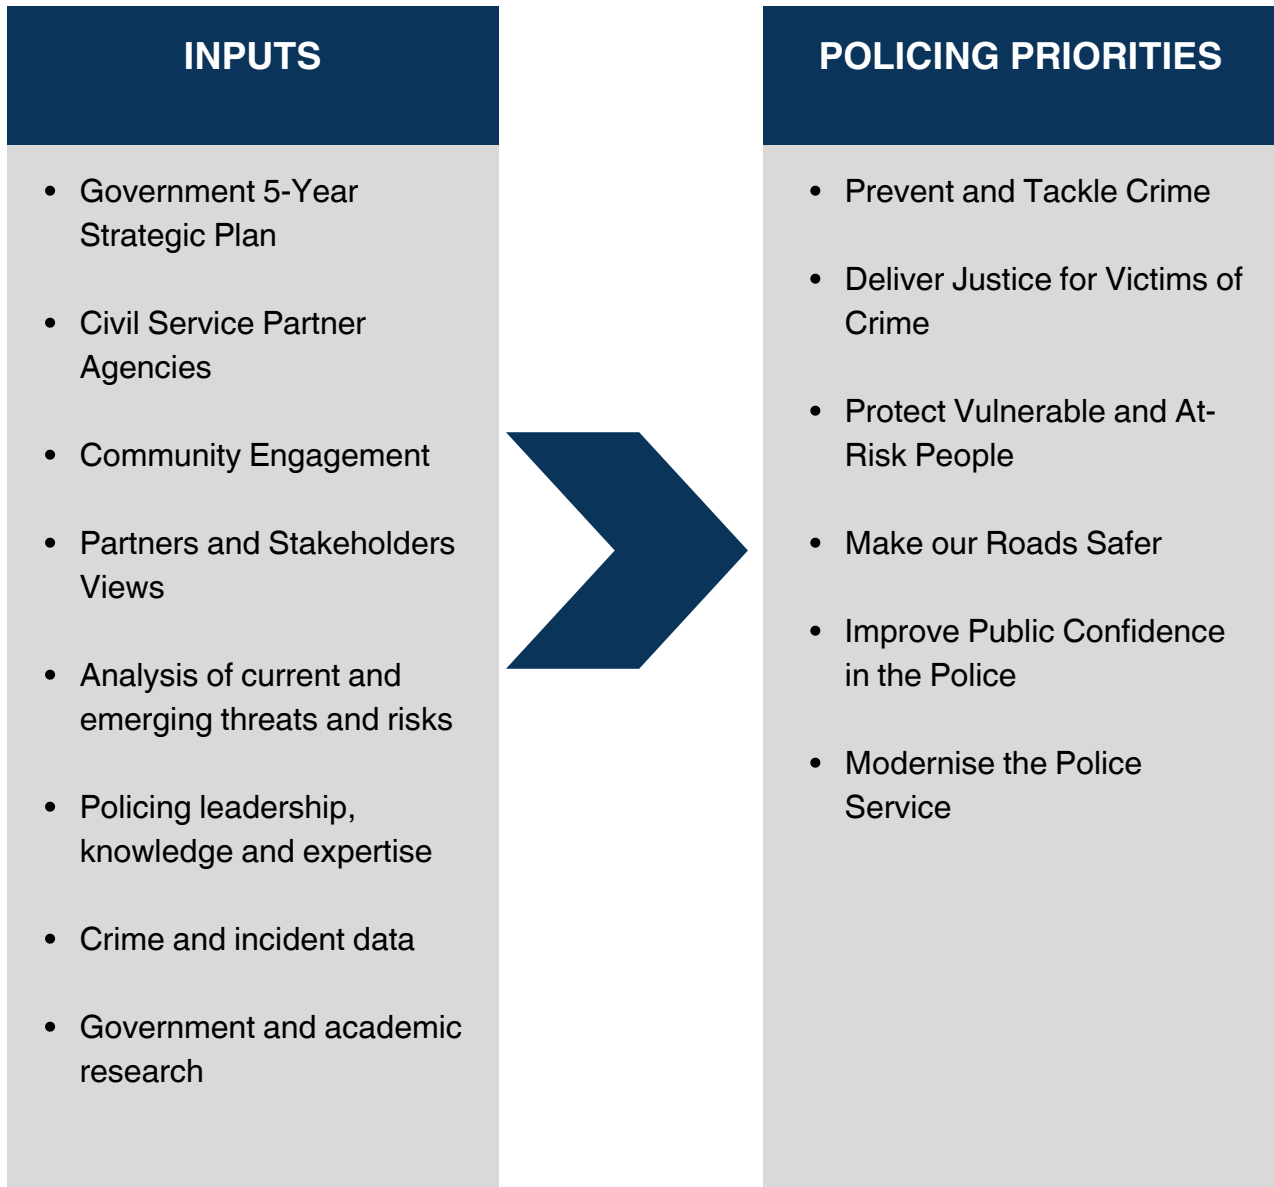 INPUTS
• Government 5-Year
Strategic Plan
• Civil Service Partner
Agencies
• Community Engagement
• Partners and Stakeholders
Views
• Analysis of current and
emerging threats and risks
• Policing leadership,
knowledge and expertise
• Crime and incident data
• Government and academic
research
POLICING PRIORITIES
• Prevent and Tackle Crime
• Deliver Justice for Victims of
Crime
• Protect Vulnerable and At-
Risk People
• Make our Roads Safer
• Improve Public Confidence
in the Police
• Modernise the Police
Service